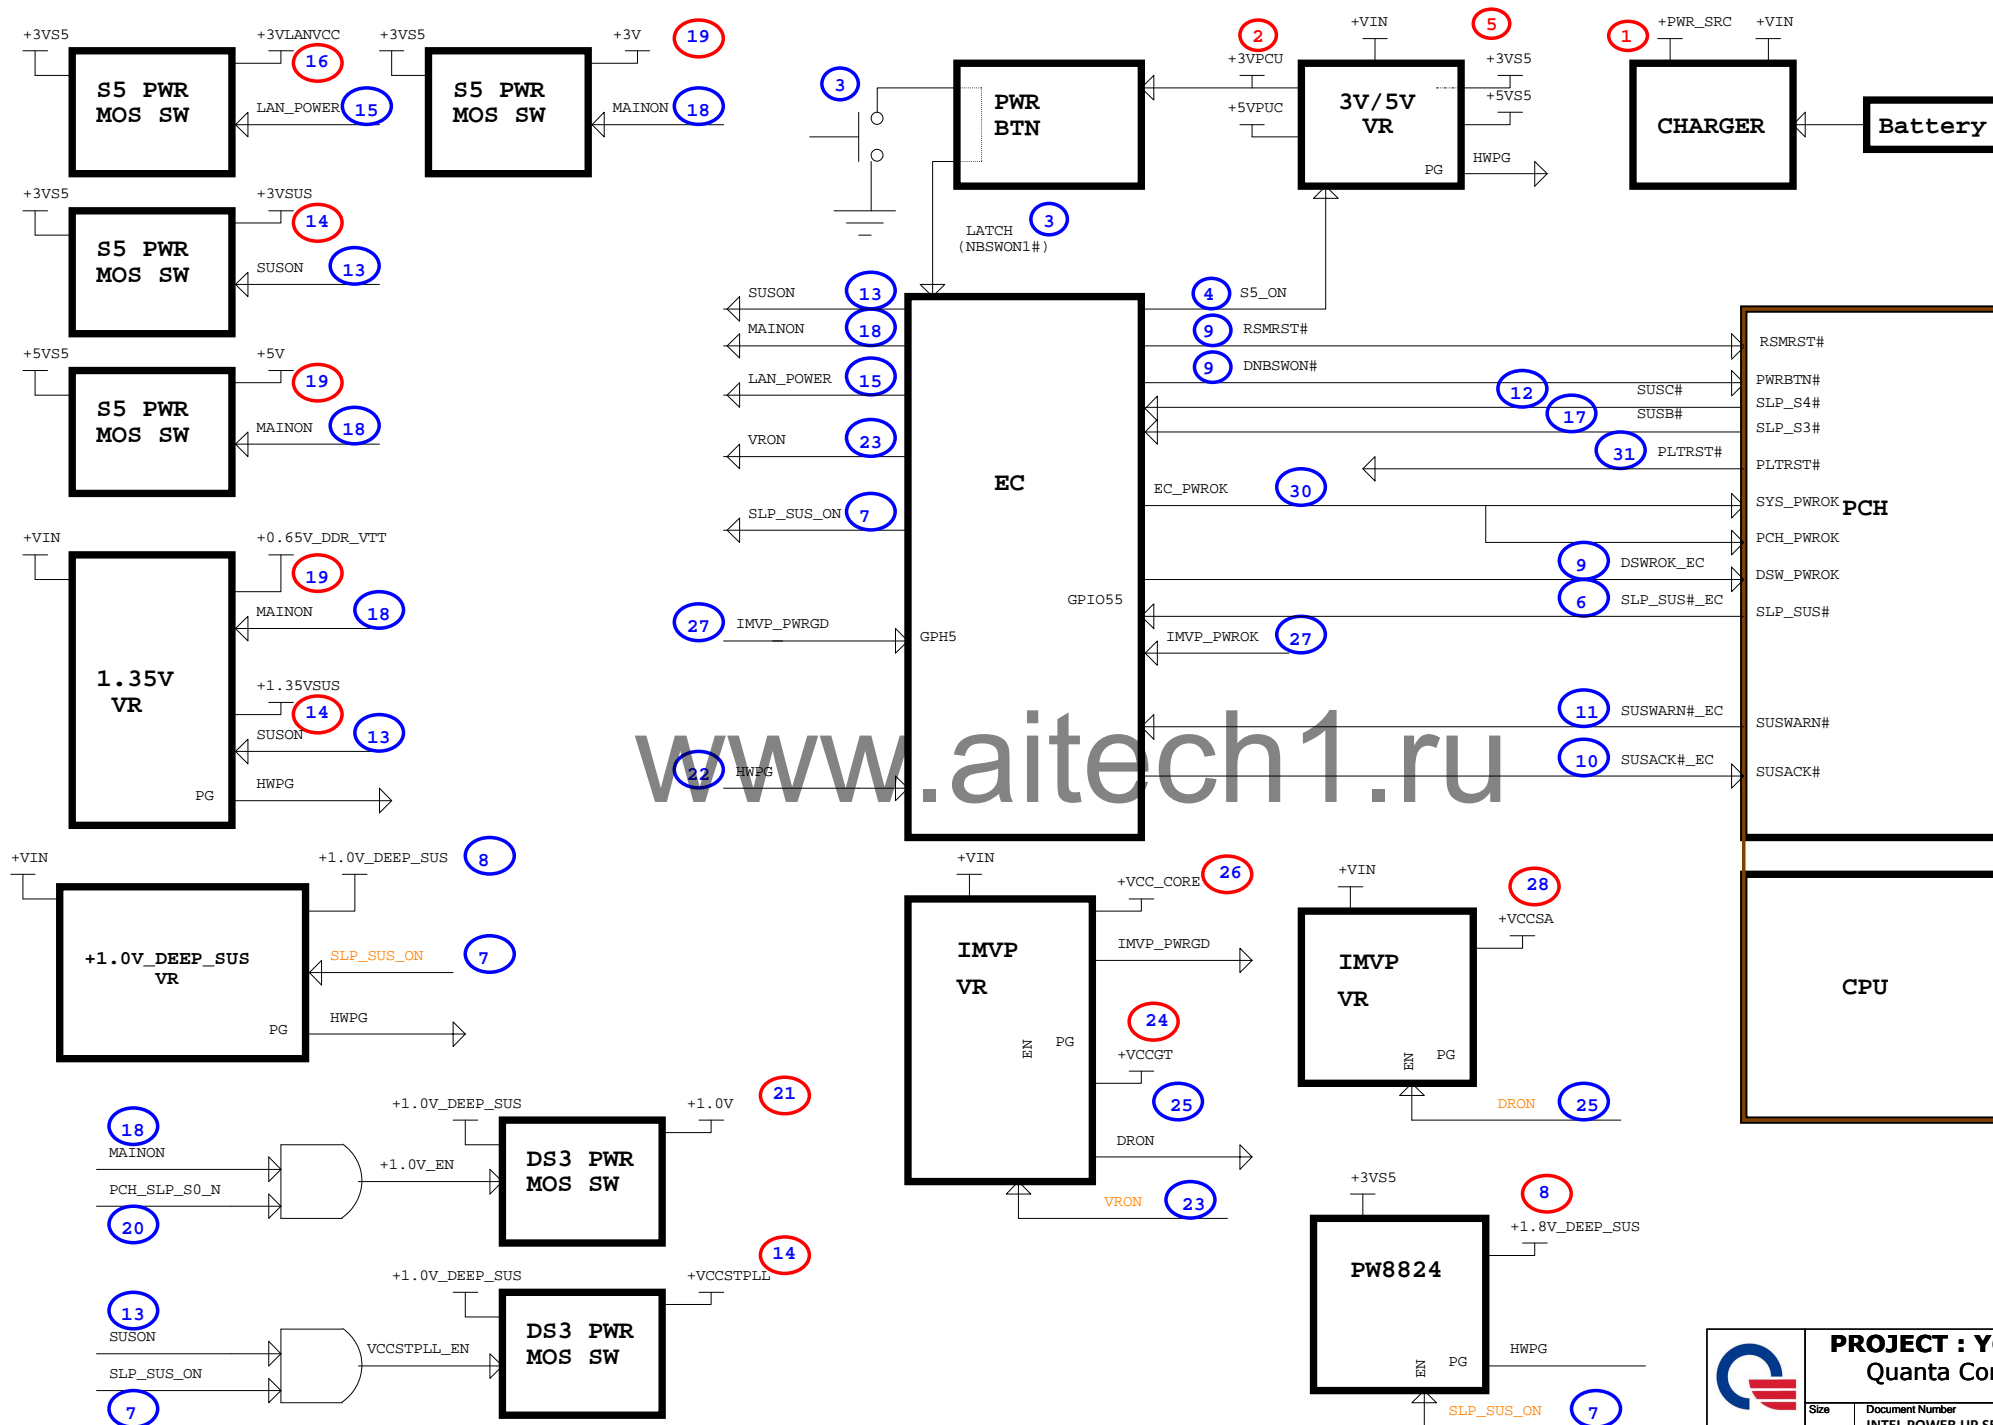 +3VS5
+3VLANVCC
16
S5 PWR
MOS SW
LAN_POWER
15
+3VS5
+3V
19
S5 PWR
MOS SW
MAINON
18
3
PWR
BTN
2
+3VPCU
+5VPUC
+VIN
5
3V/5V
VR
+3VS5
+5VS5
HWPG
PG
1
+PWR_SRC
+VIN
CHARGER
Battery
+3VS5
+3VSUS
14
S5 PWR
MOS SW
SUSON
13
LATCH
(NBSWON1#)
3
+5VS5
+5V
19
S5 PWR
MOS SW
MAINON
18
SUSON
13
MAINON
18
LAN_POWER
15
VRON
23
SLP_SUS_ON
7
27
IMVP_PWRGD
GPH5
22
HWPG
EC
GPIO55
4
S5_ON
9
RSMRST#
9
DNBSWON#
12
SUSC#
17
SUSB#
31
PLTRST#
EC_PWROK
30
9
DSWROK_EC
6
SLP_SUS#_EC
IMVP_PWROK
27
11
SUSWARN#_EC
10
SUSACK#_EC
RSMRST#
PWRBTN#
SLP_S4#
SLP_S3#
PLTRST#
SYS_PWROK
PCH
PCH_PWROK
DSW_PWROK
SLP_SUS#
SUSWARN#
SUSACK#
+VIN
+0.65V_DDR_VTT
19
MAINON
18
1.35V
VR
+1.35VSUS
14
SUSON
13
HWPG
PG
www.aitech1.ru
+VIN
+1.0V_DEEP_SUS
8
+1.0V_DEEP_SUS
VR
SLP_SUS_ON
7
HWPG
PG
+VIN
+VCC_CORE
26
IMVP
VR
IMVP_PWRGD
24
+VCCGT
EN
PG
25
DRON
VRON
23
+VIN
28
+VCCSA
IMVP
VR
EN
PG
DRON
25
CPU
18
MAINON
PCH_SLP_S0_N
20
+1.0V_EN
+1.0V_DEEP_SUS
+1.0V
21
DS3 PWR
MOS SW
13
SUSON
SLP_SUS_ON
7
VCCSTPLL_EN
+1.0V_DEEP_SUS
+VCCSTPLL
14
DS3 PWR
MOS SW
+3VS5
8
+1.8V_DEEP_SUS
PW8824
HWPG
EN
PG
SLP_SUS_ON
7
PROJECT : Y
Quanta Co
Size
Document Number
INTEL POWER UP S